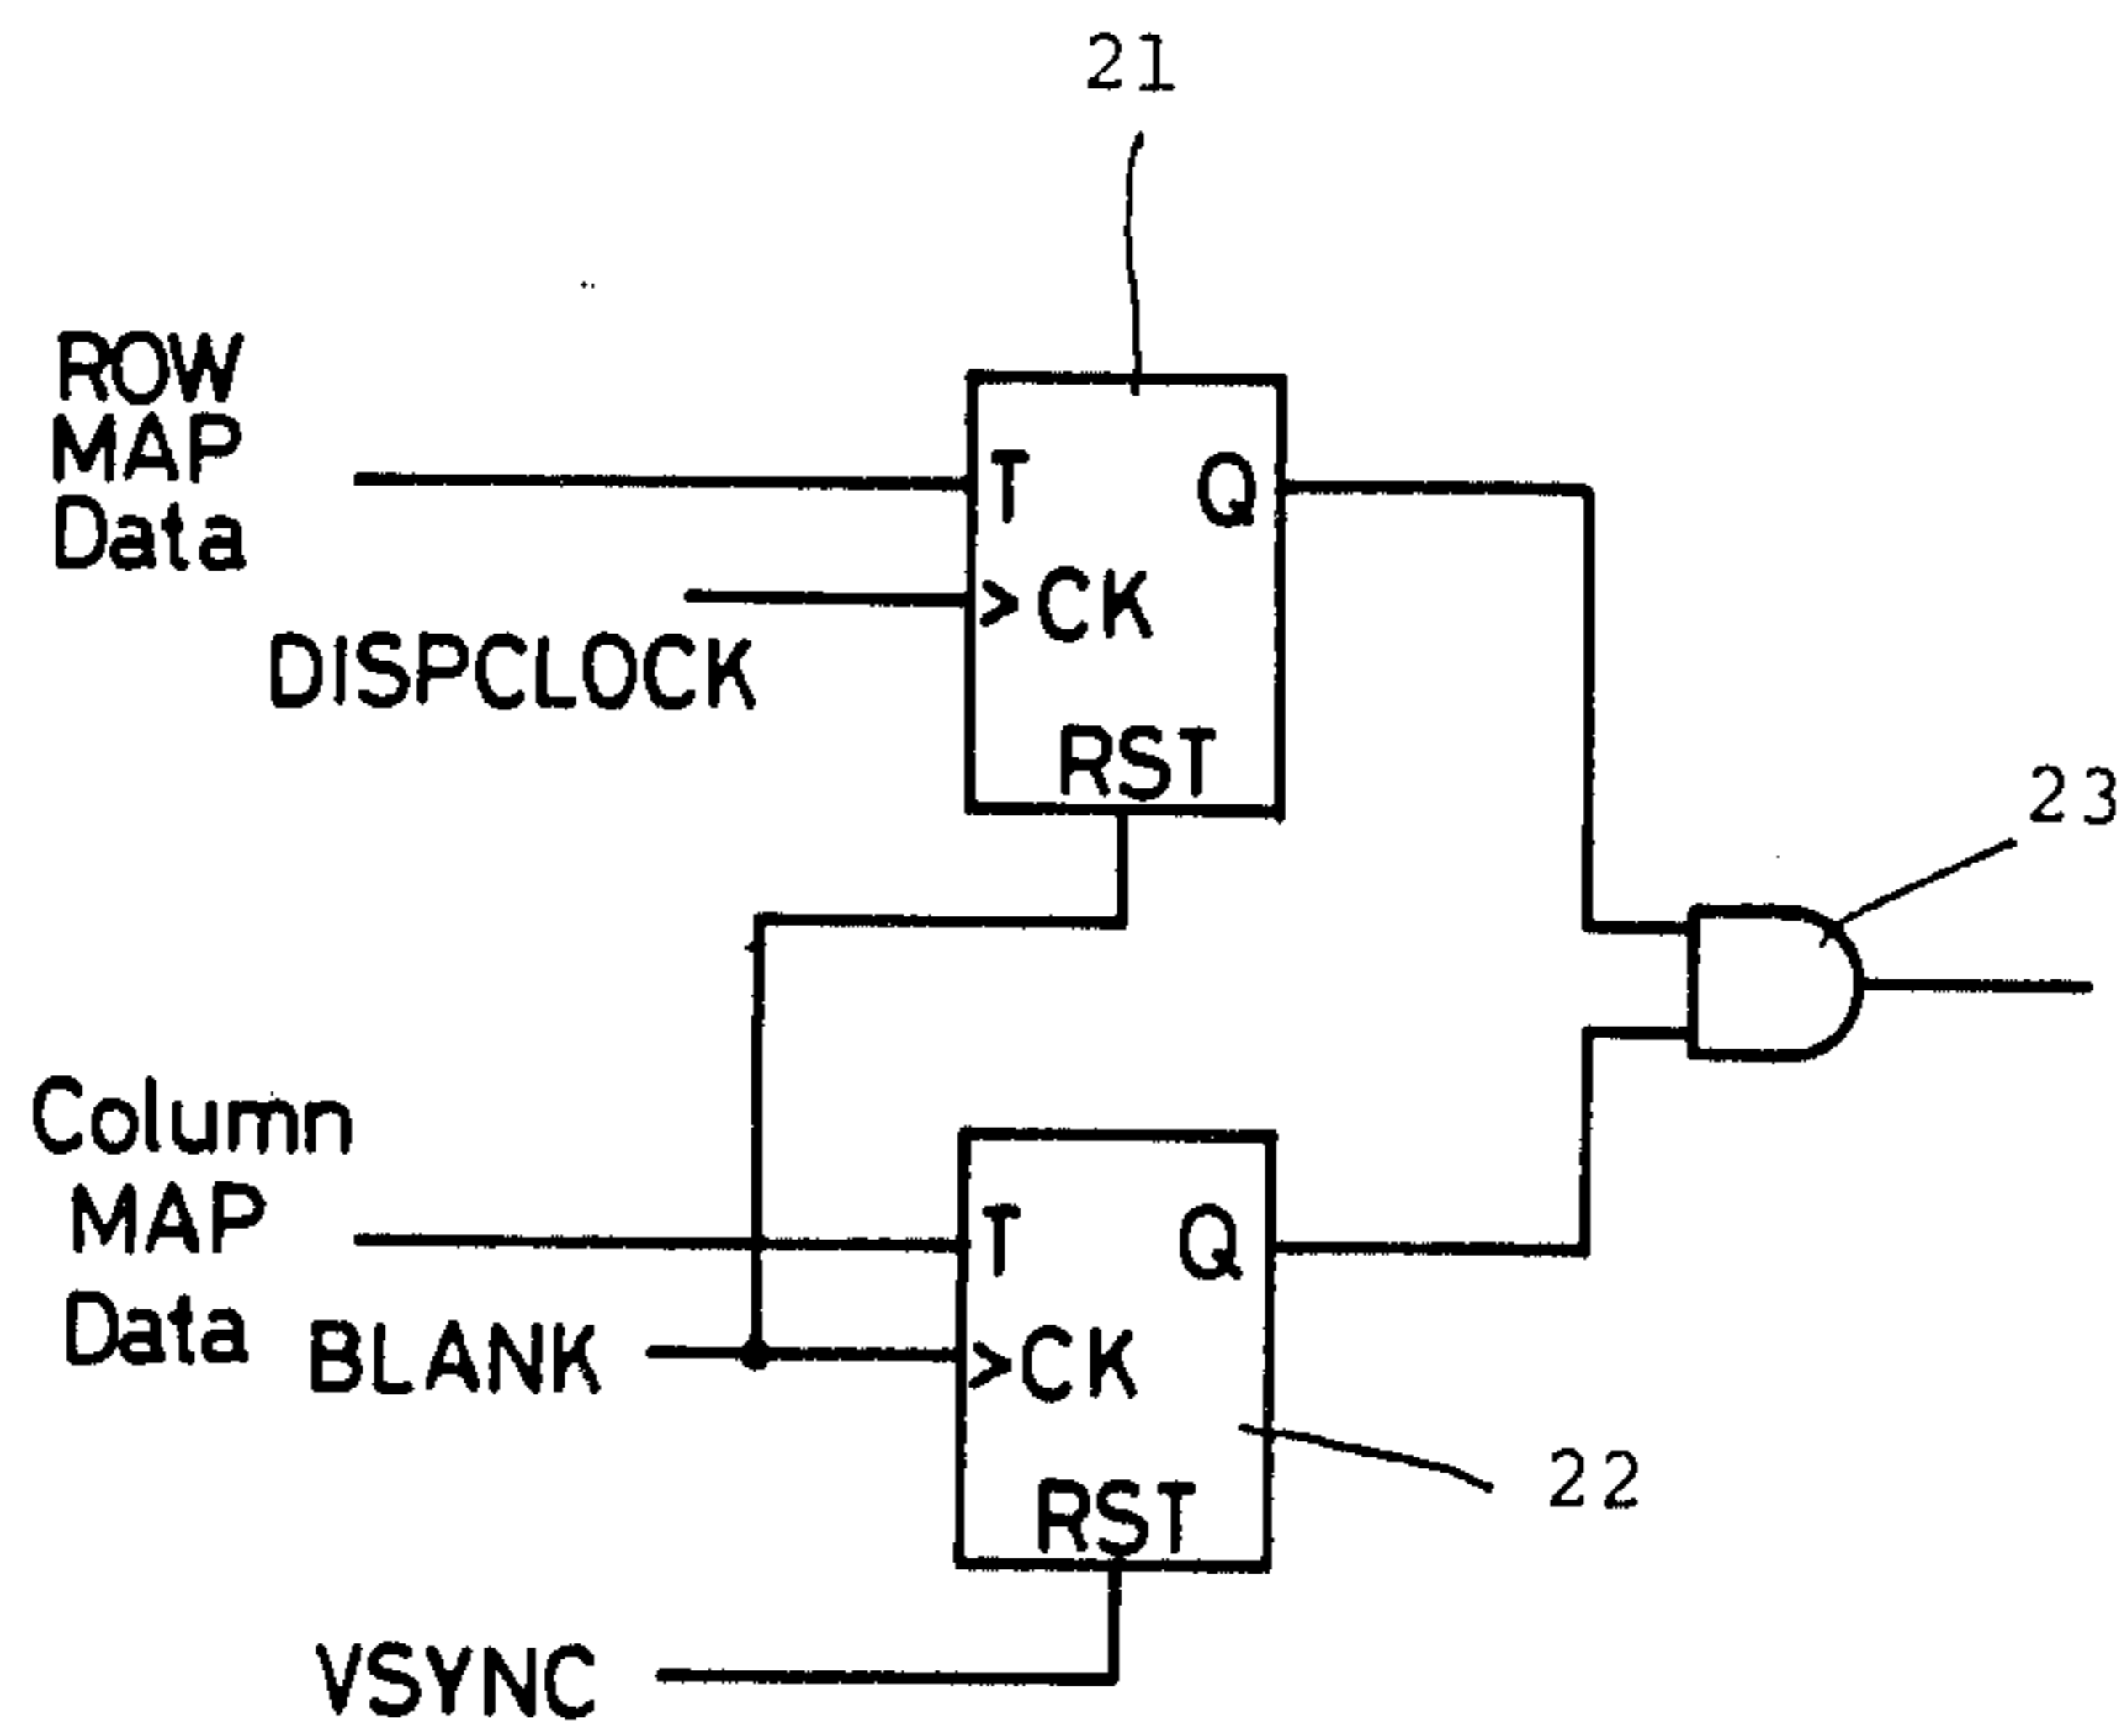 21
ROW
MAP
Data
T
Q
>CK
DISPCLOCK
RST
23
Column
MAP
Data
T
Q
BLANK
>CK
22
RST
VSYNC